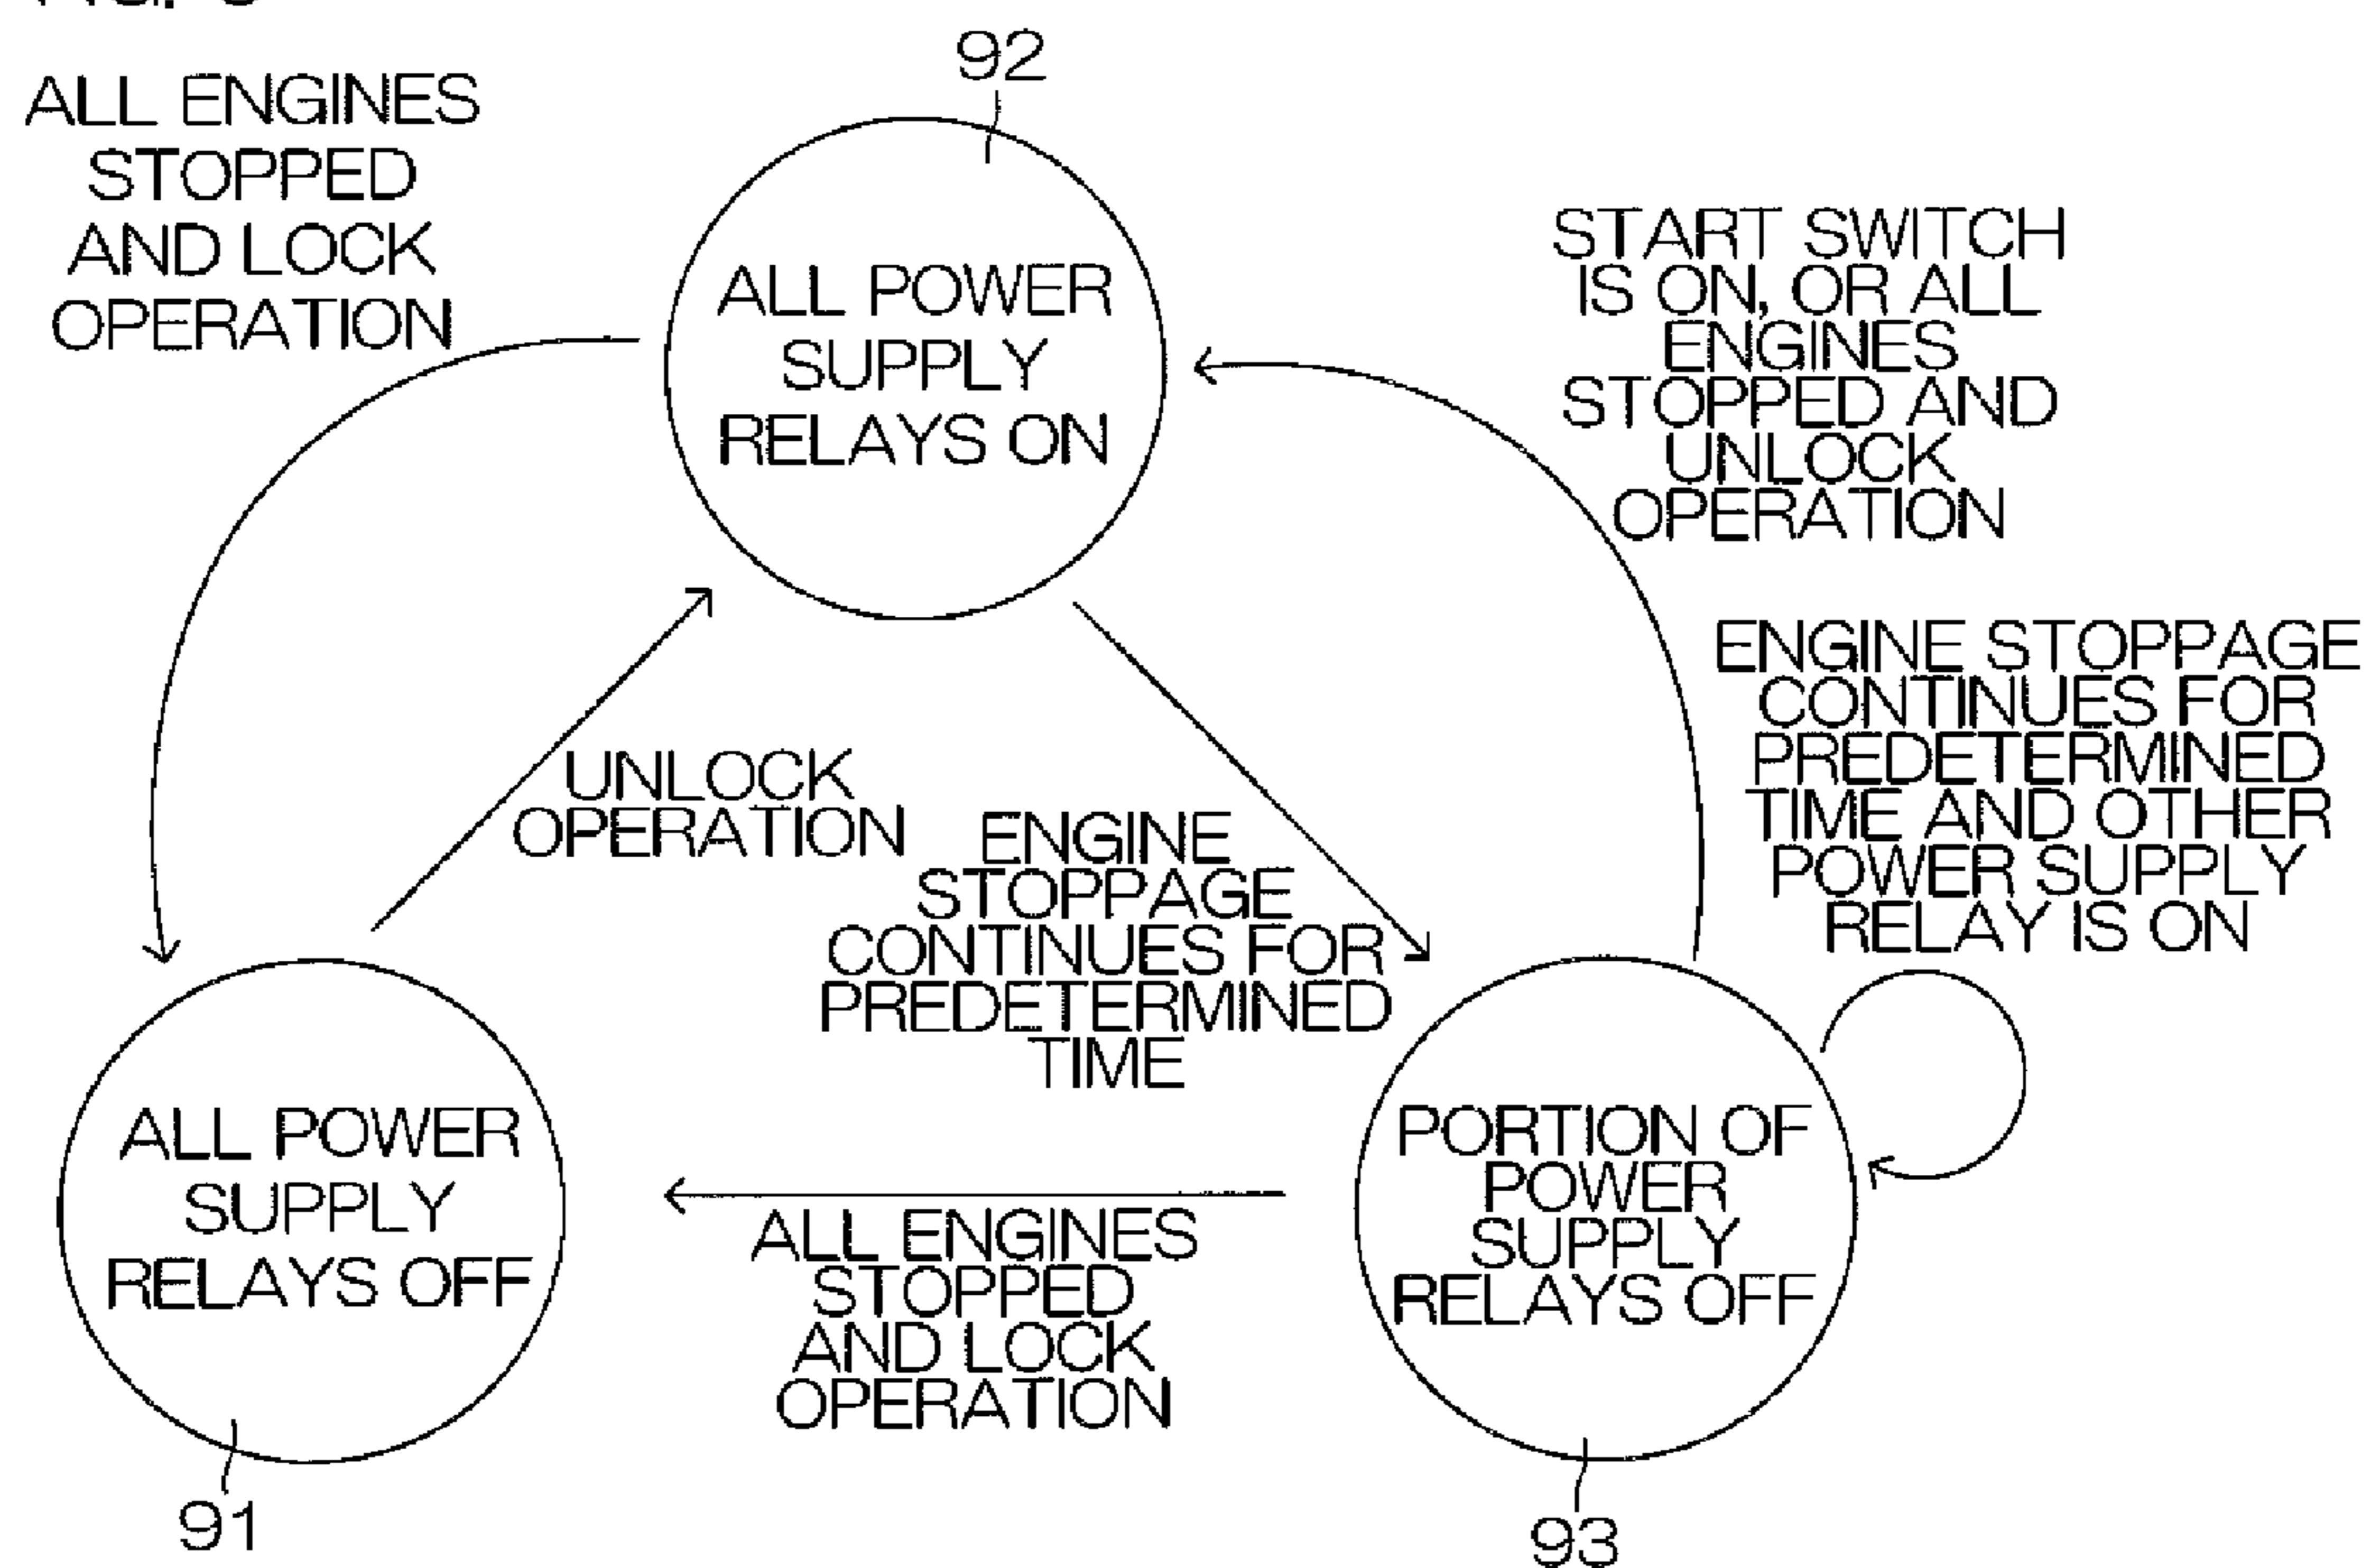 92
ALL ENGINES
STOPPED
AND LOCK
OPERATION
ALL POWER
SUPPLY
RELAYS ON
START SWITCH
IS ON, OR ALL
ENGINES
STOPPED AND
UNLOCK
OPERATION
ENGINE STOPPAGE
CONTINUES FOR
PREDETERMINED
TIME AND OTHER
POWER SUPPLY
RELAY IS ON
UNLOCK
OPERATION
ENGINE
STOPPAGE
CONTINUES FOR
PREDETERMINED
TIME
ALL POWER
SUPPLY
RELAYS OFF
ALL ENGINES
STOPPED
AND LOCK
OPERATION
PORTION OF
POWER
SUPPLY
RELAYS OFF
91
93